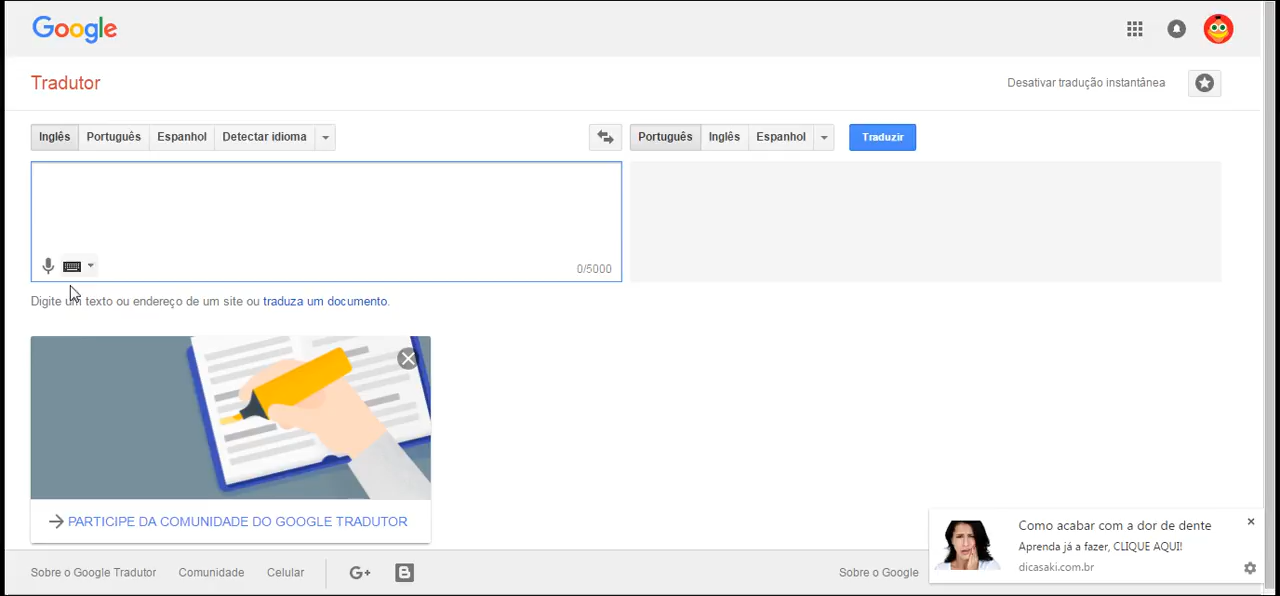 Google
Tradutor
Desativar tradução instantânea
Inglês Português Espanhol Detectar idioma
Português Inglês Espanhol
Traduzir
0/5000
Digite um texto ou endereço de um site ou traduza um documento.
PARTICIPE DA COMUNIDADE DO GOOGLE TRADUTOR
Como acabar com a dor de dente
Aprenda já a fazer, CLIQUE AQUI!
dicasaki.com.br
Sobre o Google Tradutor Comunidade Celular G+ B Sobre o Google